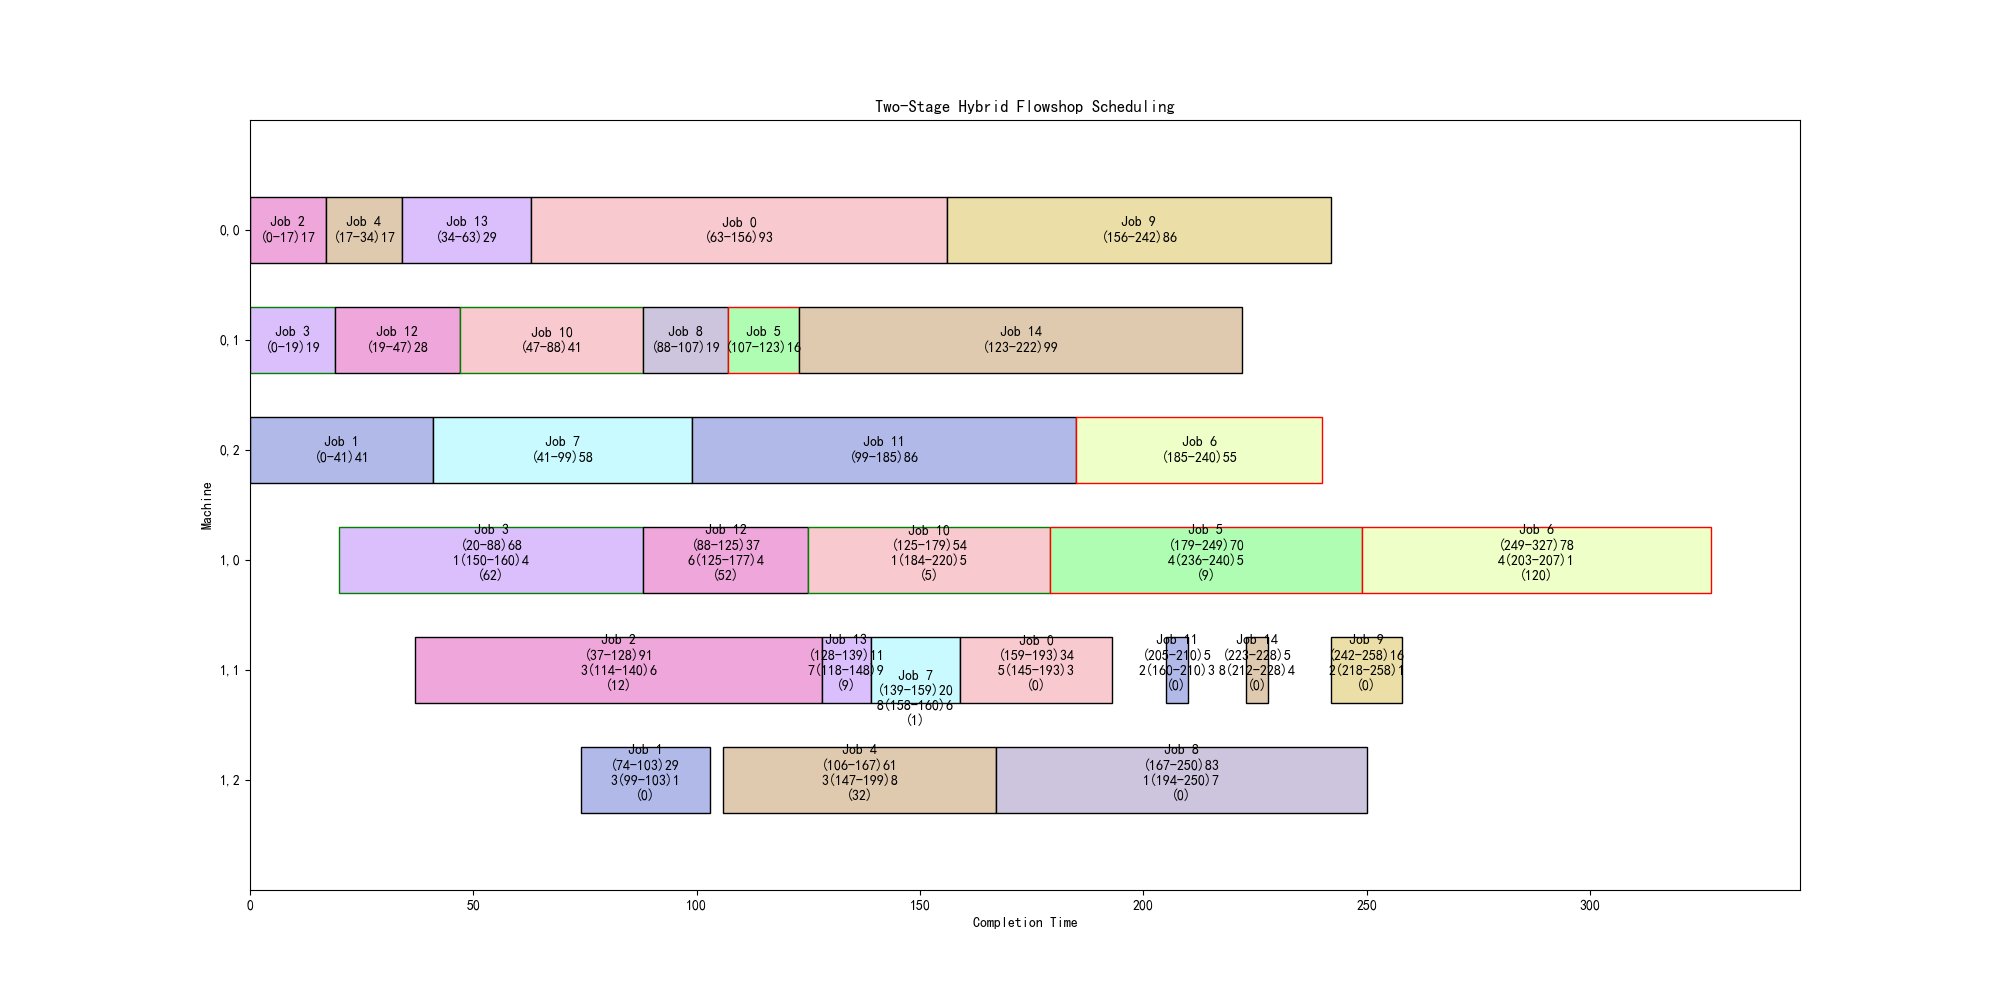 Two-Stage Hybrid Flowshop Scheduling
Machine
0,0
Job 2
(0-17)17
Job 4
(17-34)17
Job 13
(34-63)29
Job 0
(63-156)93
Job 9
(156-242)86
0,1
Job 3
(0-19)19
Job 12
(19-47)28
Job 10
(47-88)41
Job 8
(88-107)19
Job 5
(107-123)16
Job 14
(123-222)99
0,2
Job 1
(0-41)41
Job 7
(41-99)58
Job 11
(99-185)86
Job 6
(185-240)55
1,0
Job 3
(20-88)68
1(150-160)4
(62)
Job 12
(88-125)37
6(125-177)4
(52)
Job 10
(125-179)54
1(184-220)5
(5)
Job 5
(179-249)70
4(236-240)5
(9)
Job 6
(249-327)78
4(203-207)1
(120)
1,1
Job 2
(37-128)91
3(114-140)6
(12)
Job 13
(128-139)11
7(118-148)9
(9)
Job 7
(139-159)20
8(158-160)6
(1)
Job 0
(159-193)34
5(145-193)3
(0)
Job 11
(205-210)5
2(160-210)3
(0)
Job 14
(223-228)5
8(212-228)4
(0)
Job 9
(242-258)16
2(218-258)1
(0)
1,2
Job 1
(74-103)29
3(99-103)1
(0)
Job 4
(106-167)61
3(147-199)8
(32)
Job 8
(167-250)83
1(194-250)7
(0)
0
50
100
150
200
250
300
Completion Time